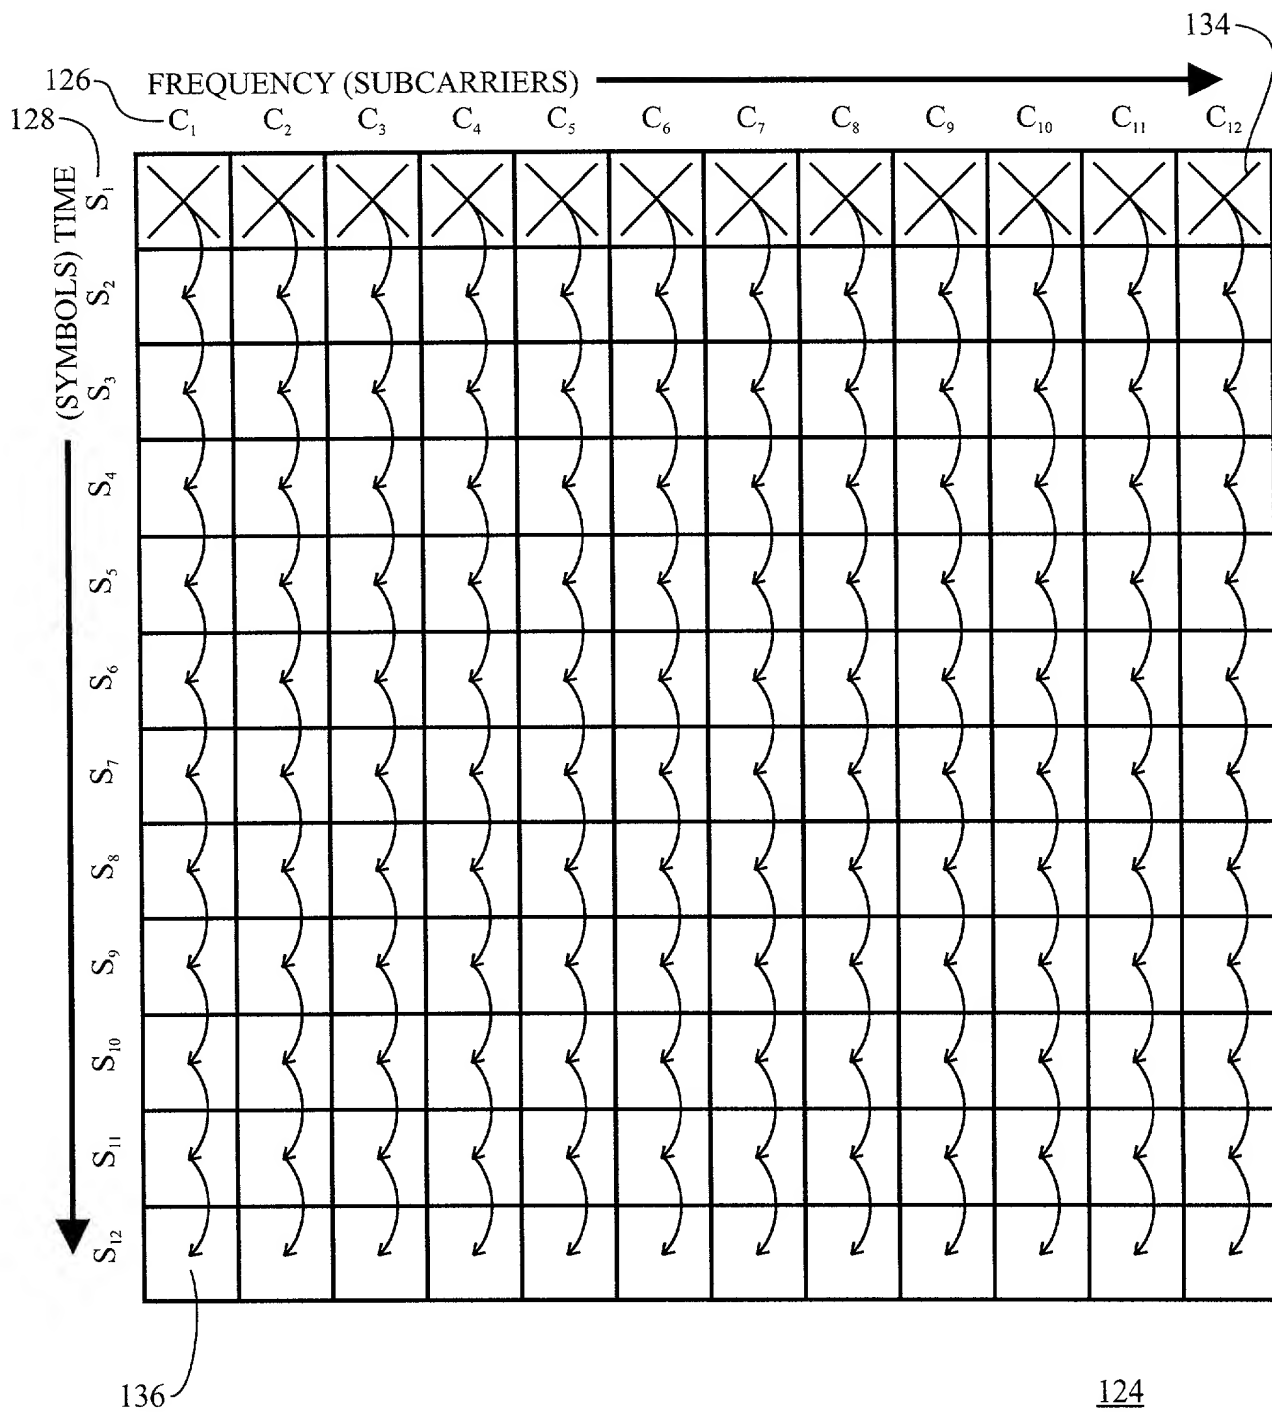 134
126
FREQUENCY (SUBCARRIERS)
128
C₁ C₂ C₃ C₄ C₅ C₆ C₇ C₈ C₉ C₁₀ C₁₁ C₁₂
(SYMBOLS) TIME
S₁
S₂
S₃
S₄
S₅
S₆
S₇
S₈
S₉
S₁₀
S₁₁
S₁₂
136
124